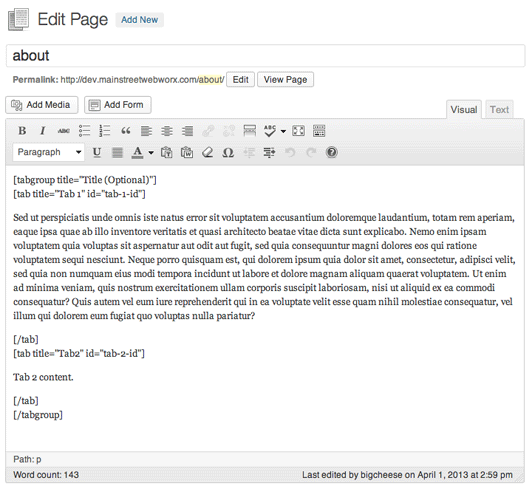 Edit Page Add New
about
Permalink: http://dev.mainstreetwebworx.com/about/ Edit View Page
Add Media Add Form
Visual Text
B I ABC ABC
Paragraph U A T W Ω ?
[tabgroup title="Title (Optional)"]
[tab title="Tab 1" id="tab-1-id"]
Sed ut perspiciatis unde omnis iste natus error sit voluptatem accusantium doloremque laudantium, totam rem aperiam,
eaque ipsa quae ab illo inventore veritatis et quasi architecto beatae vitae dicta sunt explicabo. Nemo enim ipsam
voluptatem quia voluptas sit aspernatur aut odit aut fugit, sed quia consequuntur magni dolores eos qui ratione
voluptatem sequi nesciunt. Neque porro quisquam est, qui dolorem ipsum quia dolor sit amet, consectetur, adipisci velit,
sed quia non numquam eius modi tempora incidunt ut labore et dolore magnam aliquam quaerat voluptatem. Ut enim
ad minima veniam, quis nostrum exercitationem ullam corporis suscipit laboriosam, nisi ut aliquid ex ea commodi
consequatur? Quis autem vel eum iure reprehenderit qui in ea voluptate velit esse quam nihil molestiae consequatur, vel
illum qui dolorem eum fugiat quo voluptas nulla pariatur?
[/tab]
[tab title="Tab2" id="tab-2-id"]
Tab 2 content.
[/tab]
[/tabgroup]
Path: p
Word count: 143 Last edited by bigcheese on April 1, 2013 at 2:59 pm